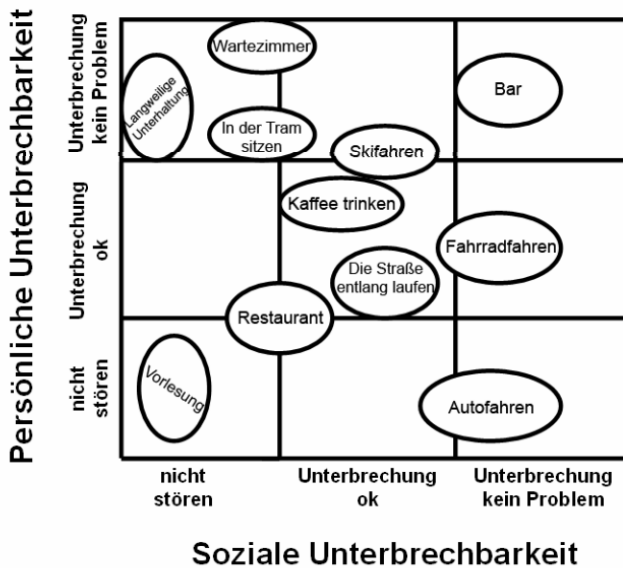 Persönliche Unterbrechbarkeit
Unterbrechung
kein Problem
Unterbrechung
ok
nicht
stören
Wartezimmer
Langweilige
Unterhaltung
In der Tram
sitzen
Skifahren
Bar
Kaffee trinken
Fahrradfahren
Die Straße
entlang laufen
Restaurant
Vorlesung
Autofahren
nicht
stören
Unterbrechung
ok
Unterbrechung
kein Problem
Soziale Unterbrechbarkeit